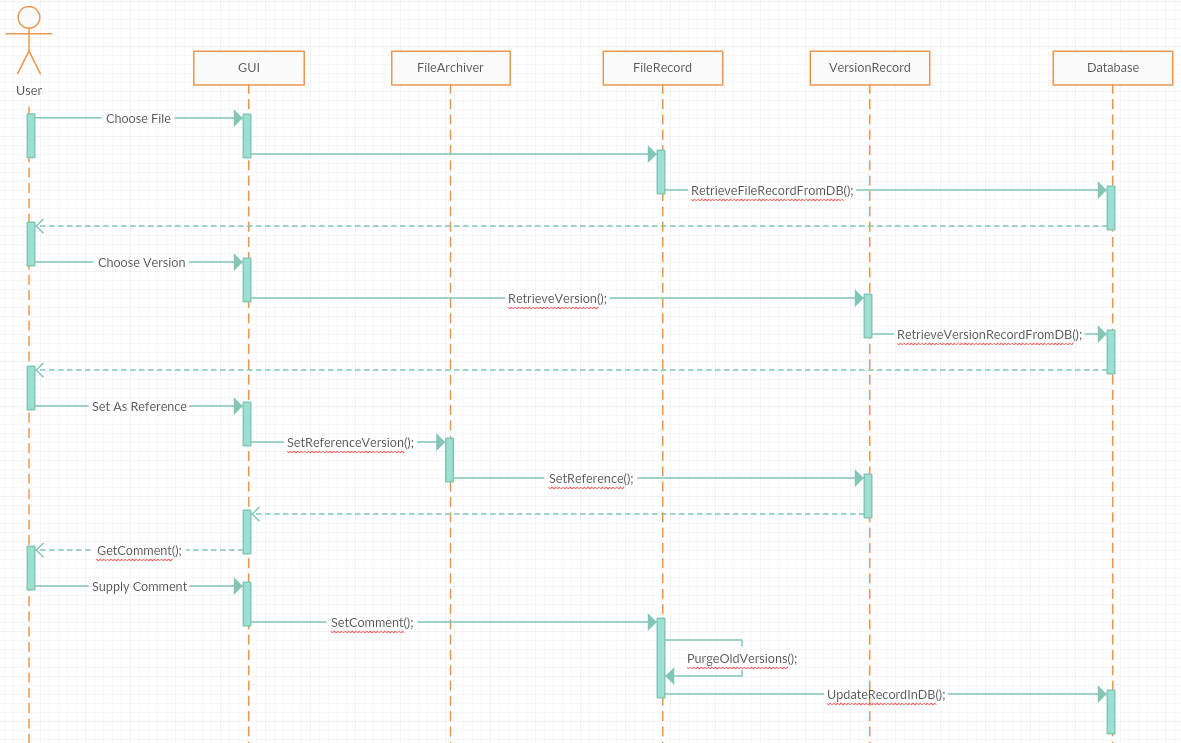 User
GUI
FileArchiver
FileRecord
VersionRecord
Database
Choose File
RetrieveFileRecordFromDB();
Choose Version
RetrieveVersion();
RetrieveVersionRecordFromDB();
Set As Reference
SetReferenceVersion();
SetReference();
GetComment();
Supply Comment
SetComment();
PurgeOldVersions();
UpdateRecordInDB();